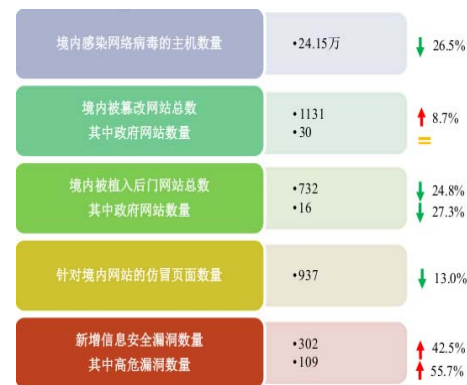 境内感染网络病毒的主机数量
•24.15万
26.5%
境内被篡改网站总数
其中政府网站数量
•1131
•30
8.7%
境内被植入后门网站总数
其中政府网站数量
•732
•16
24.8%
27.3%
针对境内网站的仿冒页面数量
•937
13.0%
新增信息安全漏洞数量
其中高危漏洞数量
•302
•109
42.5%
55.7%